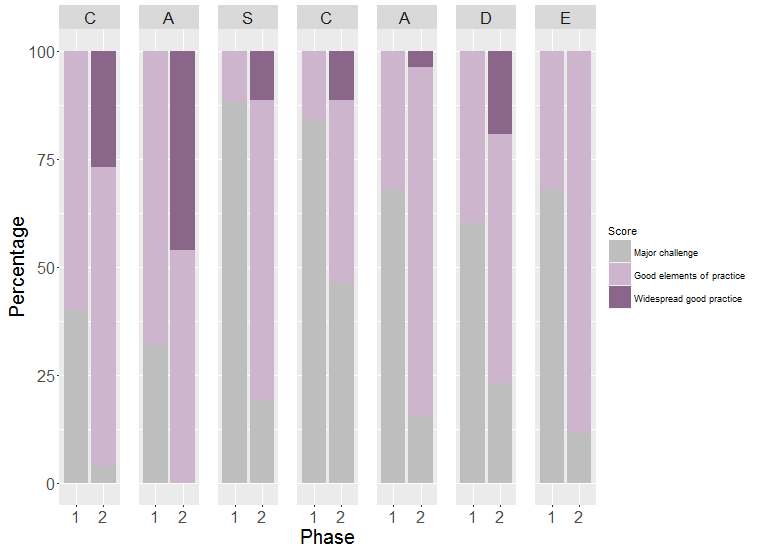 C A S C A D E
100
75
50
25
0
Percentage
1 2 1 2 1 2 1 2 1 2 1 2 1 2
Phase
Score
Major challenge
Good elements of practice
Widespread good practice